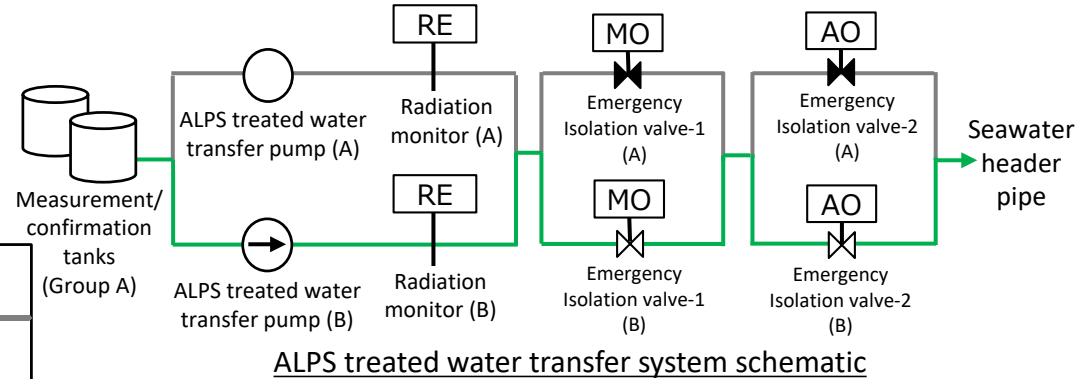 RE
MO
AO
ALPS treated water
transfer pump (A)
Radiation
monitor (A)
Emergency
Isolation valve-1
(A)
Emergency
Isolation valve-2
(A)
Seawater
header
pipe
Measurement/
confirmation
tanks
(Group A)
RE
MO
AO
ALPS treated water
transfer pump (B)
Radiation
monitor (B)
Emergency
Isolation valve-1
(B)
Emergency
Isolation valve-2
(B)
ALPS treated water transfer system schematic